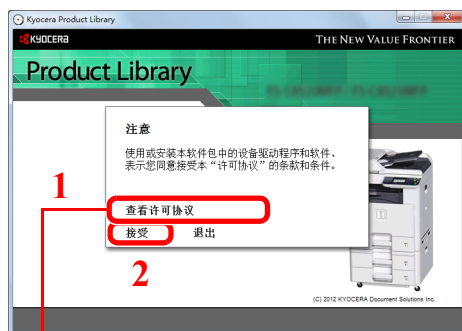 Kyocera Product Library
KYOCERA
THE NEW VALUE FRONTIER
Product Library
注意
使用或安装本软件包中的设备驱动程序和软件、
表示您同意接受本“许可协议”的条款和条件。
1
查看许可协议
接受 退出
2
(C) 2012 KYOCERA Document Solutions Inc.